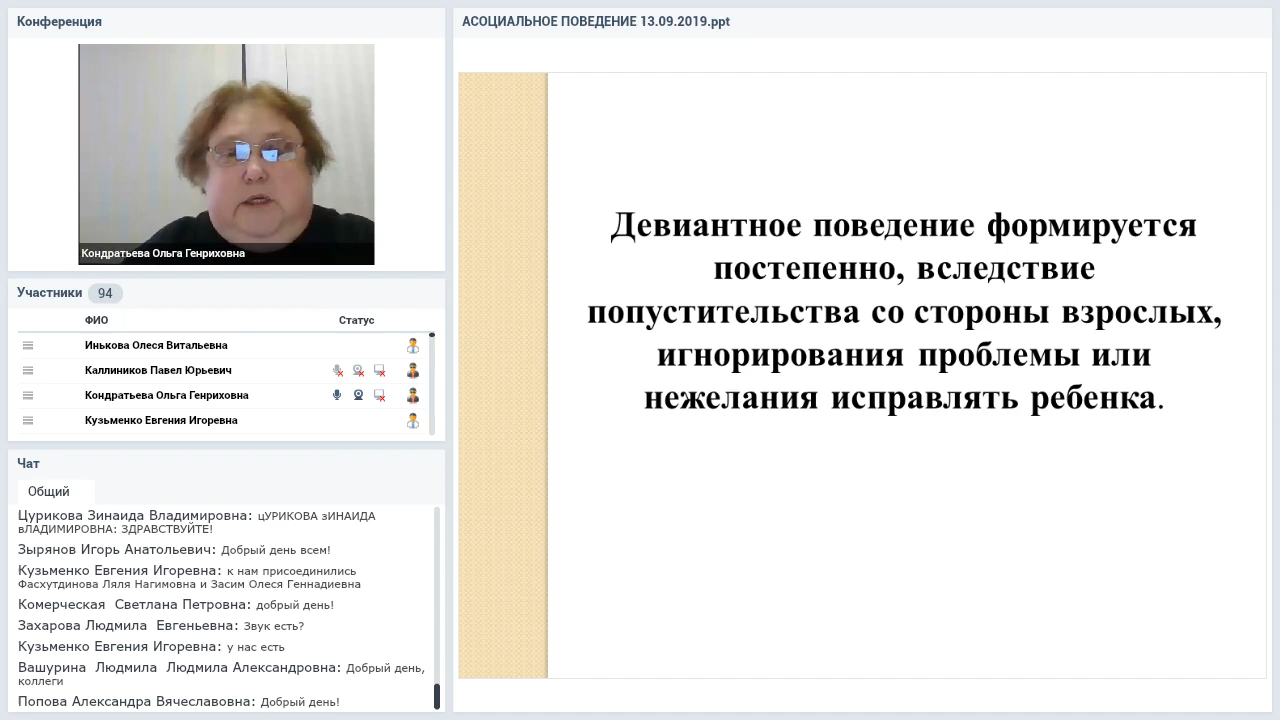 Конференция
Кондратьева Ольга Генриховна
Участники 94
ФИО Статус
Инькова Олеся Витальевна
Каллиников Павел Юрьевич
Кондратьева Ольга Генриховна
Кузьменко Евгения Игоревна
Чат
Общий
Цурикова Зинаида Владимировна: цУРИКОВА зИНАИДА
вЛАДИМИРОВНА: ЗДРАВСТВУЙТЕ!
Зырянов Игорь Анатольевич: Добрый день всем!
Кузьменко Евгения Игоревна: к нам присоединились
Фасхутдинова Ляля Нагимовна и Засим Олеся Геннадиевна
Комерческая Светлана Петровна: добрый день!
Захарова Людмила Евгеньевна: Звук есть?
Кузьменко Евгения Игоревна: у нас есть
Вашурина Людмила Людмила Александровна: Добрый день,
коллеги
Попова Александра Вячеславовна: Добрый день!
АСОЦИАЛЬНОЕ ПОВЕДЕНИЕ 13.09.2019.ppt
Девиантное поведение формируется
постепенно, вследствие
попустительства со стороны взрослых,
игнорирования проблемы или
нежелания исправлять ребенка.